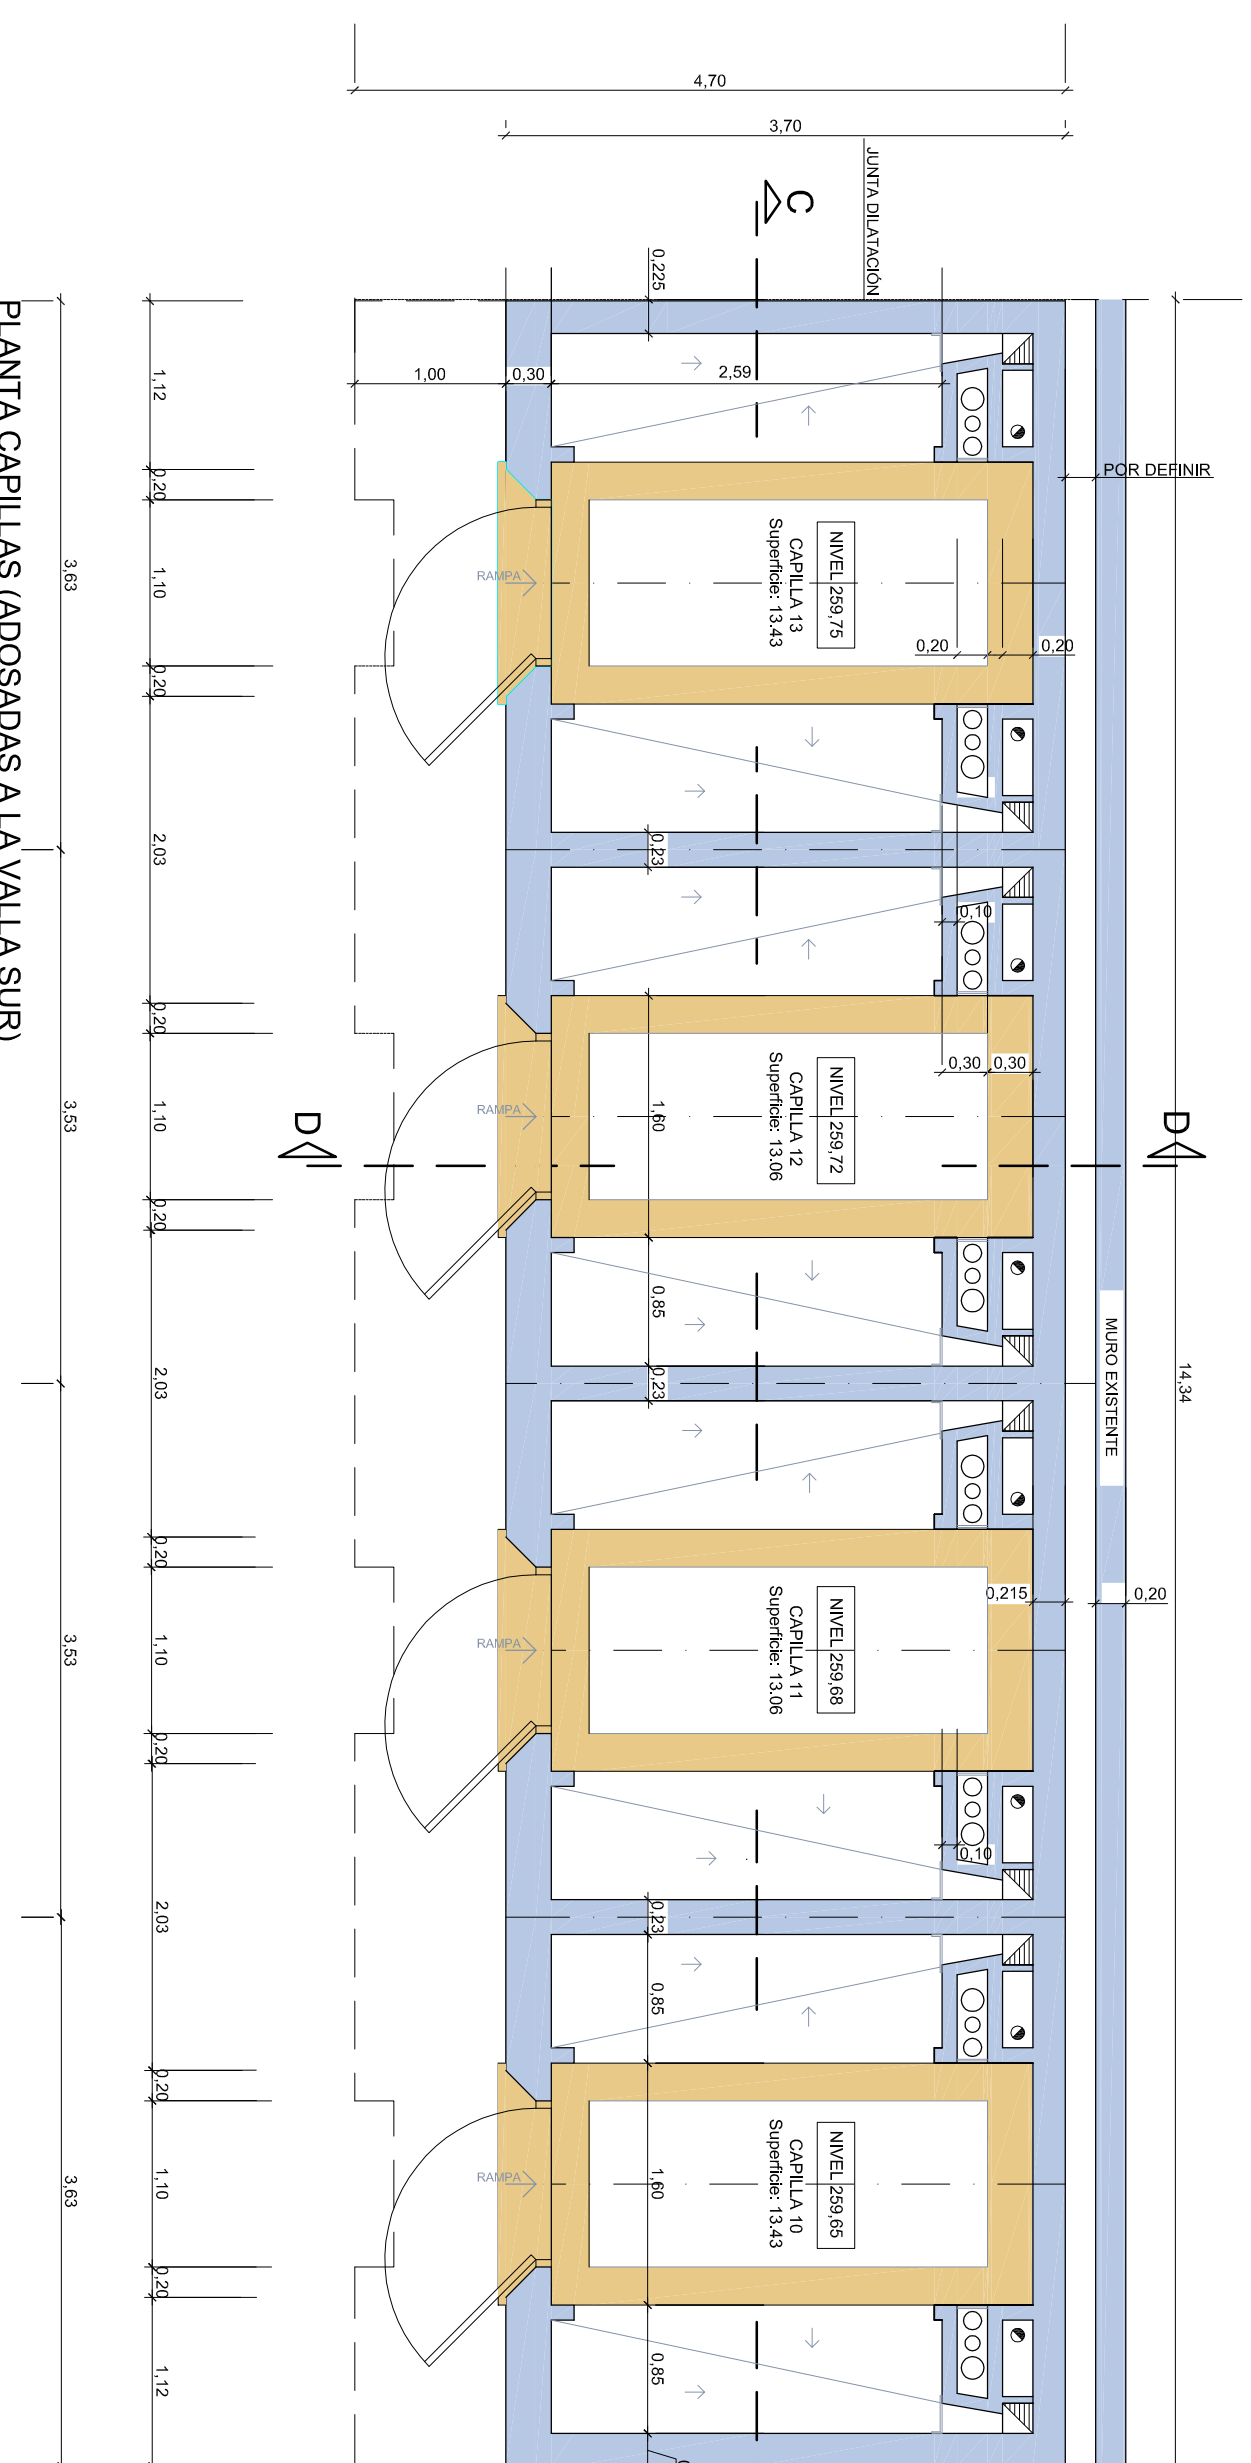 4,70
3,70
JUNTA DILATACIÓN
C
0,225
1,00
0,30
2,59
POR DEFINIR
1,12
0,20
1,10
0,20
3,63
RAMPA
NIVEL 259,75
CAPILLA 13
Superficie: 13.43
0,20
0,20
2,03
0,23
0,10
0,20
1,10
0,20
3,53
RAMPA
NIVEL 259,72
CAPILLA 12
Superficie: 13.06
1,60
0,30
0,30
D
D
0,85
2,03
0,23
14,34
MURO EXISTENTE
0,20
1,10
0,20
3,53
RAMPA
NIVEL 259,68
CAPILLA 11
Superficie: 13.06
0,215
0,20
0,10
2,03
0,23
0,85
0,20
1,10
0,20
3,63
RAMPA
NIVEL 259,65
CAPILLA 10
Superficie: 13.43
1,60
0,85
1,12
PLANTA CAPILLAS (ADOSADAS A LA VALLA SUR)